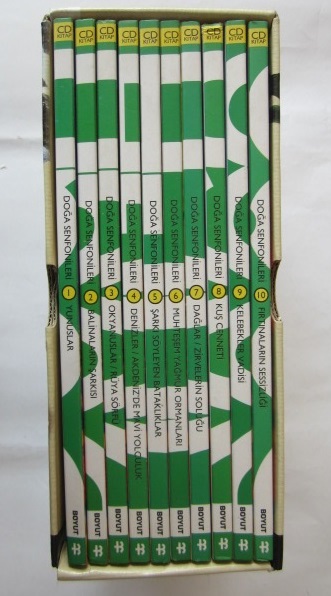 CD KİTAP DOĞA SENFONİLERİ 1 YUNUSLAR BOYUT
CD KİTAP DOĞA SENFONİLERİ 2 BALİNALARIN ŞARKISI BOYUT
CD KİTAP DOĞA SENFONİLERİ 3 OKYANUSLAR / RÜYA SÖRFÜ BOYUT
CD KİTAP DOĞA SENFONİLERİ 4 DENİZLER / AKDENİZ'DE MAVİ YOLCULUK BOYUT
CD KİTAP DOĞA SENFONİLERİ 5 ŞARKI SÖYLEYEN BATAKLIKLAR BOYUT
CD KİTAP DOĞA SENFONİLERİ 6 MUHTEŞEM YAĞMUR ORMANLARI BOYUT
CD KİTAP DOĞA SENFONİLERİ 7 DAĞLAR / ZİRVELERİN SOLUĞU BOYUT
CD KİTAP DOĞA SENFONİLERİ 8 KUŞ CENNETİ BOYUT
CD KİTAP DOĞA SENFONİLERİ 9 KELEBEKLER VADİSİ BOYUT
CD KİTAP DOĞA SENFONİLERİ 10 FIRTINALARIN SESSİZLİĞİ BOYUT